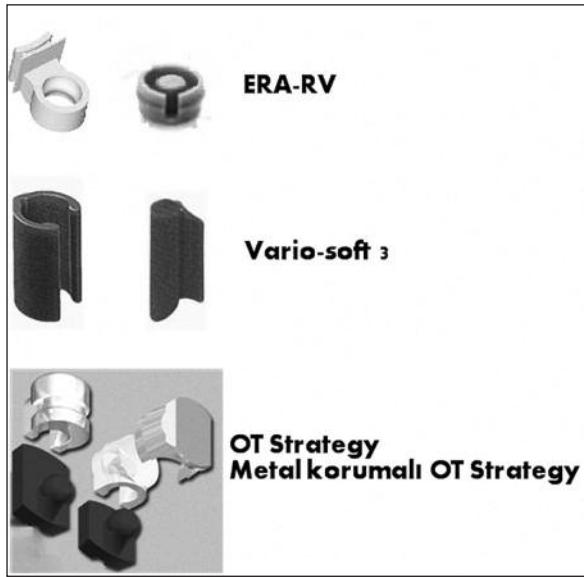 ERA-RV
Vario-soft 3
OT Strategy
Metal korumalı OT Strategy